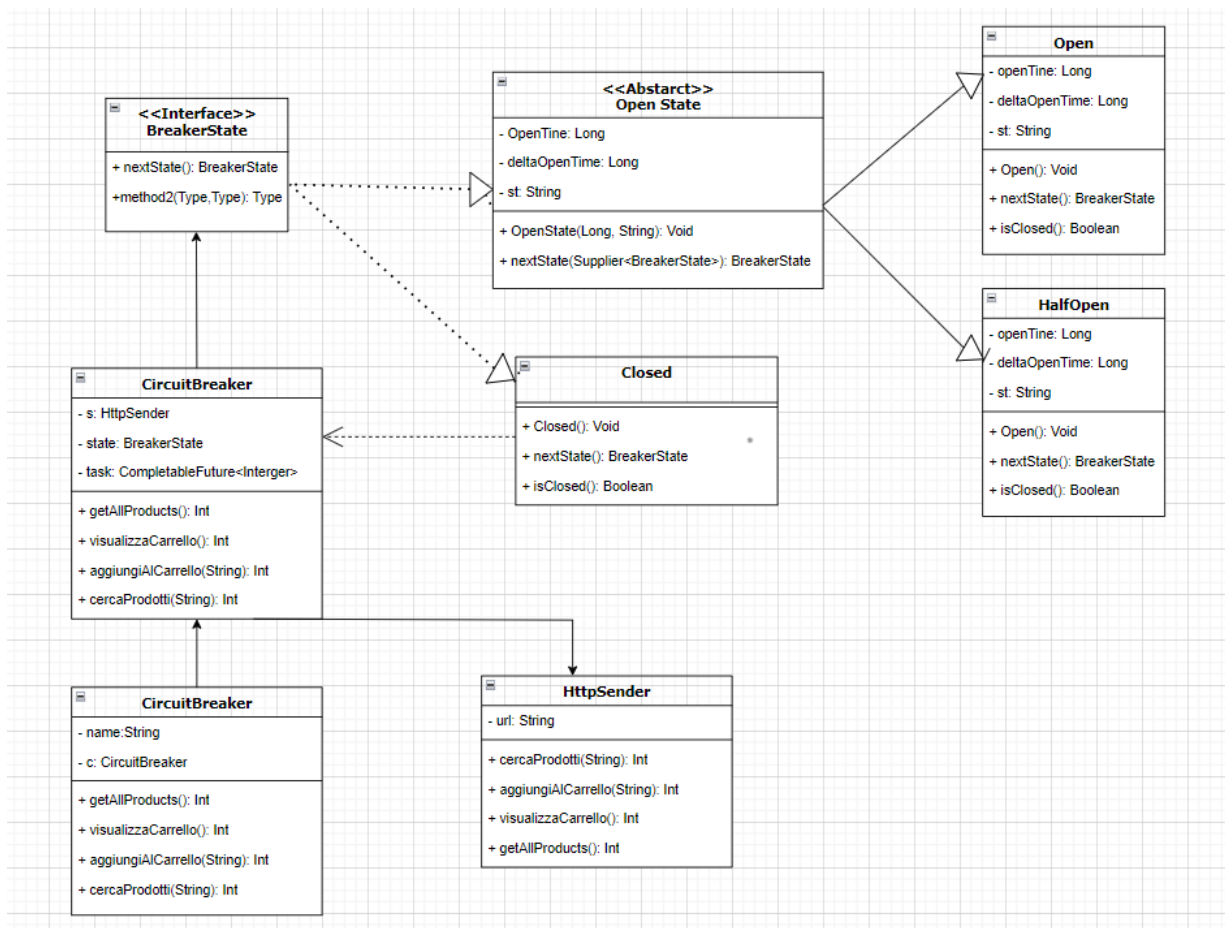 <<Interface>>
BreakerState
+ nextState(): BreakerState
+method2(Type,Type): Type
<<Abstarct>>
Open State
- OpenTine: Long
- deltaOpenTime: Long
- st: String
+ OpenState(Long, String): Void
+ nextState(Supplier<BreakerState>): BreakerState
Open
- openTine: Long
- deltaOpenTime: Long
- st: String
+ Open(): Void
+ nextState(): BreakerState
+ isClosed(): Boolean
HalfOpen
- openTine: Long
- deltaOpenTime: Long
- st: String
+ Open(): Void
+ nextState(): BreakerState
+ isClosed(): Boolean
Closed
+ Closed(): Void
+ nextState(): BreakerState
+ isClosed(): Boolean
CircuitBreaker
- s: HttpSender
- state: BreakerState
- task: CompletableFuture<Interger>
+ getAllProducts(): Int
+ visualizzaCarrello(): Int
+ aggiungiAlCarrello(String): Int
+ cercaProdotti(String): Int
CircuitBreaker
- name:String
- c: CircuitBreaker
+ getAllProducts(): Int
+ visualizzaCarrello(): Int
+ aggiungiAlCarrello(String): Int
+ cercaProdotti(String): Int
HttpSender
- url: String
+ cercaProdotti(String): Int
+ aggiungiAlCarrello(String): Int
+ visualizzaCarrello(): Int
+ getAllProducts(): Int